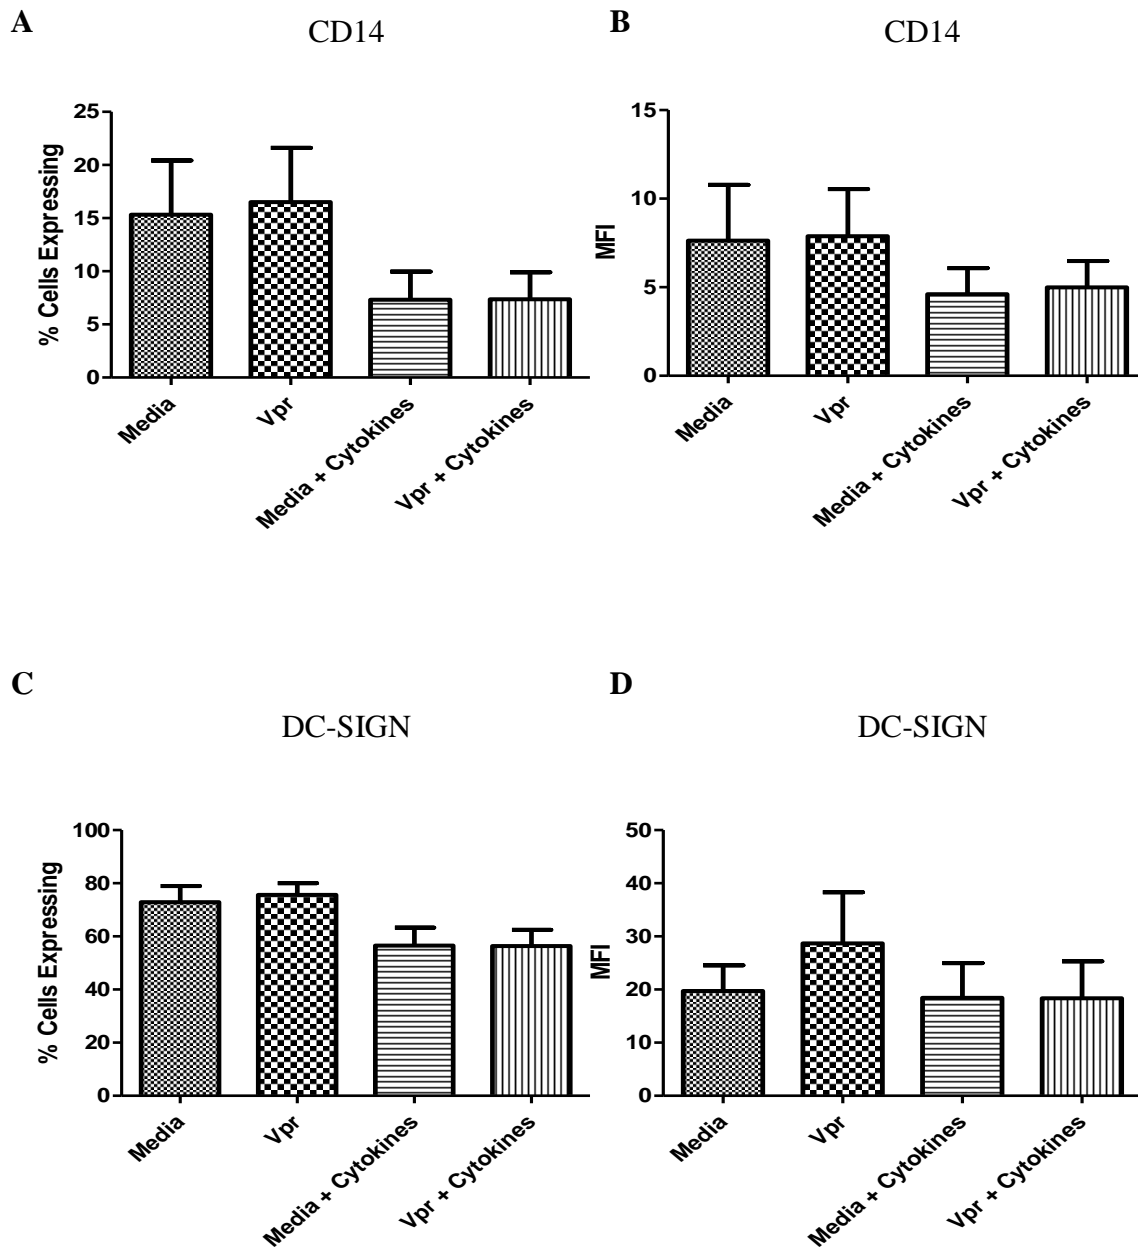 A
CD14
% Cells Expressing
25
20
15
10
5
0
Media
Vpr
Media + Cytokines
Vpr + Cytokines
B
CD14
MFI
15
10
5
0
Media
Vpr
Media + Cytokines
Vpr + Cytokines
C
DC-SIGN
% Cells Expressing
100
80
60
40
20
0
Media
Vpr
Media + Cytokines
Vpr + Cytokines
D
DC-SIGN
MFI
50
40
30
20
10
0
Media
Vpr
Media + Cytokines
Vpr + Cytokines